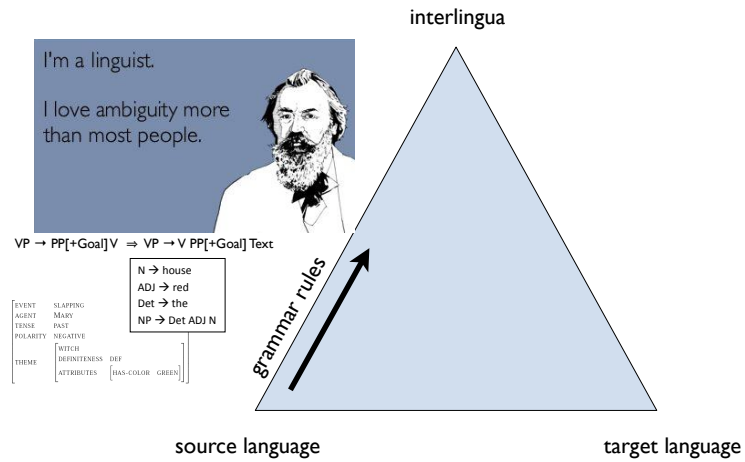 interlingua
I'm a linguist.
I love ambiguity more
than most people.
VP → PP[+Goal] V ⇒ VP → V PP[+Goal] Text
N → house
ADJ → red
Det → the
NP → Det ADJ N
EVENT SLAPPING
AGENT MARY
TENSE PAST
POLARITY NEGATIVE
THEME
WITCH
DEFINITENESS DEF
ATTRIBUTES [HAS-COLOR GREEN]
grammar rules
source language
target language